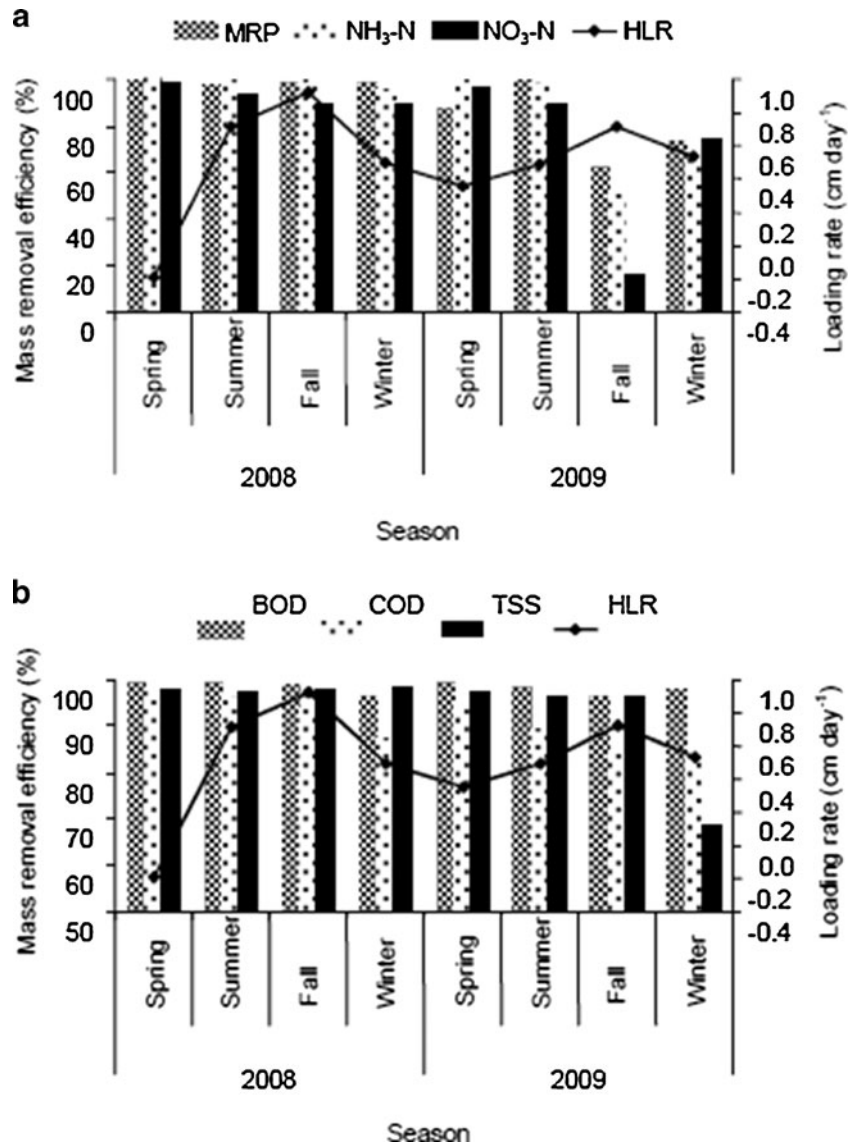 a
MRP NH₃-N NO₃-N HLR
Mass removal efficiency (%)
100
80
60
40
20
0
1.0
0.8
0.6
0.4
0.2
0.0
-0.2
-0.4
Loading rate (cm day⁻¹)
Spring Summer Fall Winter Spring Summer Fall Winter
2008 2009
Season
b
BOD COD TSS HLR
Mass removal efficiency (%)
100
90
80
70
60
50
1.0
0.8
0.6
0.4
0.2
0.0
-0.2
-0.4
Loading rate (cm day⁻¹)
Spring Summer Fall Winter Spring Summer Fall Winter
2008 2009
Season